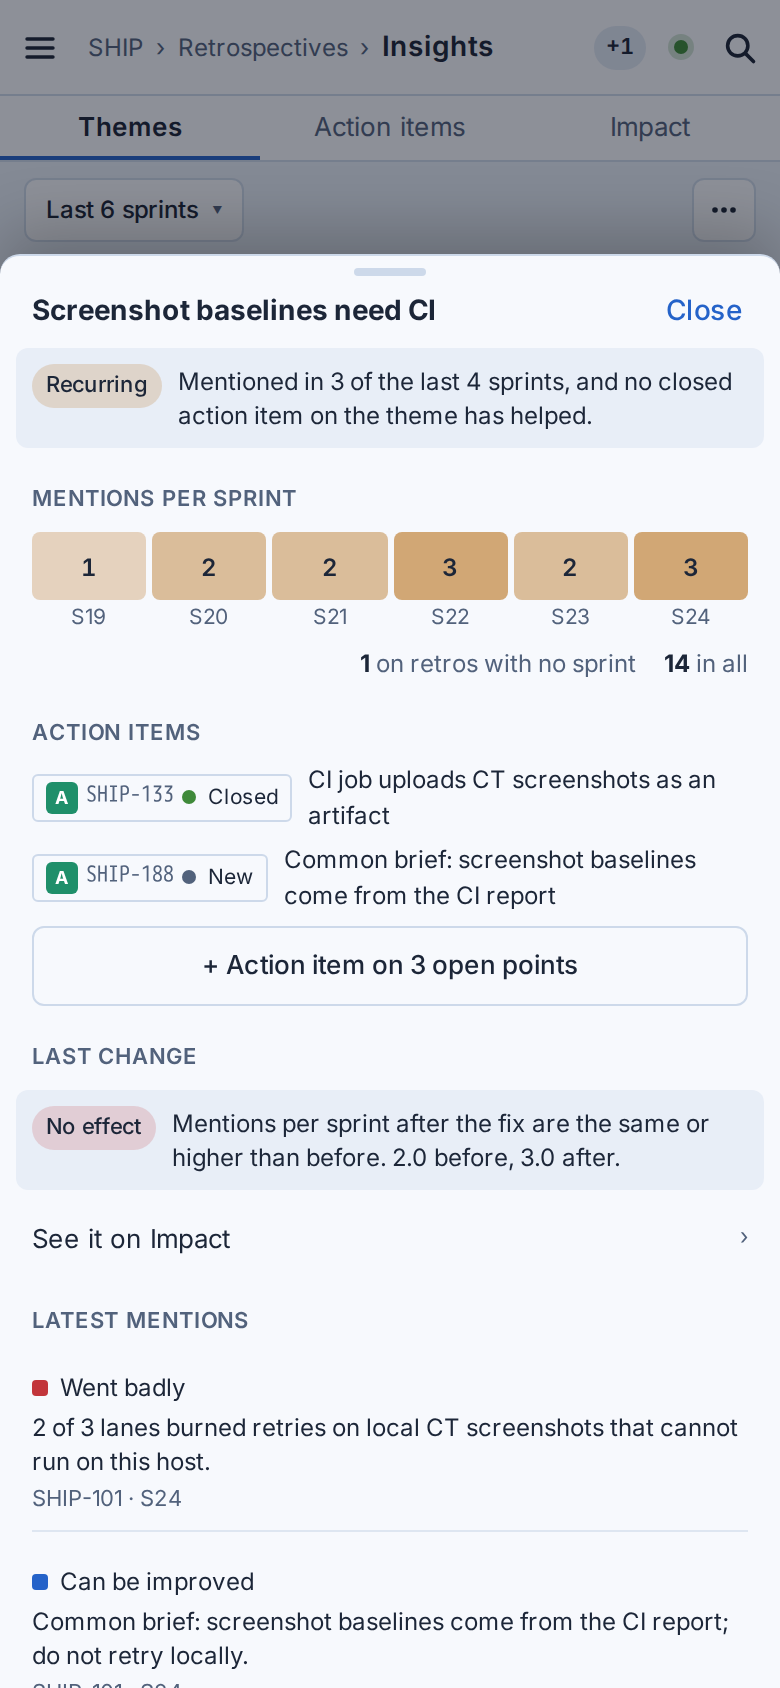 SHIP › Retrospectives › Insights +1
Themes Action items Impact
Last 6 sprints ▾ •••
Screenshot baselines need CI Close
Recurring Mentioned in 3 of the last 4 sprints, and no closed
action item on the theme has helped.
MENTIONS PER SPRINT
1 2 2 3 2 3
S19 S20 S21 S22 S23 S24
1 on retros with no sprint 14 in all
ACTION ITEMS
A SHIP-133 Closed CI job uploads CT screenshots as an
artifact
A SHIP-188 New Common brief: screenshot baselines
come from the CI report
+ Action item on 3 open points
LAST CHANGE
No effect Mentions per sprint after the fix are the same or
higher than before. 2.0 before, 3.0 after.
See it on Impact ›
LATEST MENTIONS
Went badly
2 of 3 lanes burned retries on local CT screenshots that cannot
run on this host.
SHIP-101 · S24
Can be improved
Common brief: screenshot baselines come from the CI report;
do not retry locally.